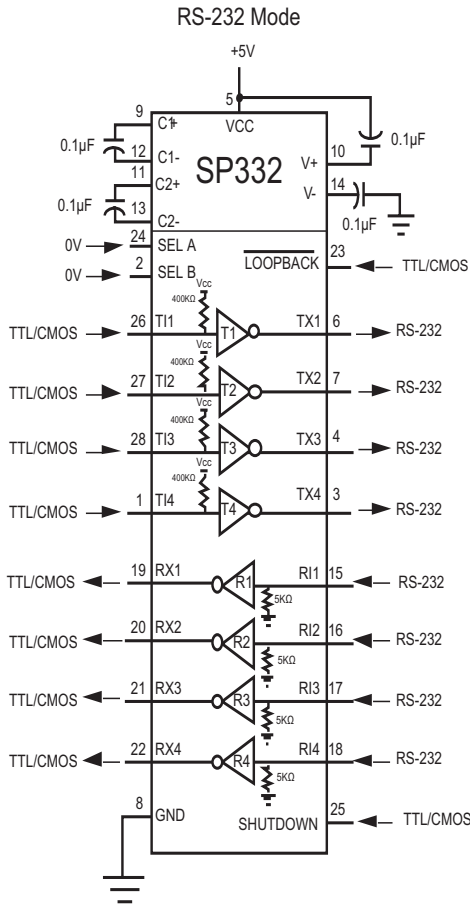 RS-232 Mode
+5V
5
VCC
9 C1+
0.1µF
12 C1-
11 C2+
0.1µF
13 C2-
SP332
V+ 10
0.1µF
V- 14
0.1µF
0V 24 SEL A
0V 2 SEL B
LOOPBACK 23 TTL/CMOS
Vcc
400KΩ
TTL/CMOS 26 TI1 T1 TX1 6 RS-232
Vcc
400KΩ
TTL/CMOS 27 TI2 T2 TX2 7 RS-232
Vcc
400KΩ
TTL/CMOS 28 TI3 T3 TX3 4 RS-232
Vcc
400KΩ
TTL/CMOS 1 TI4 T4 TX4 3 RS-232
TTL/CMOS 19 RX1 R1 RI1 15 RS-232
5KΩ
TTL/CMOS 20 RX2 R2 RI2 16 RS-232
5KΩ
TTL/CMOS 21 RX3 R3 RI3 17 RS-232
5KΩ
TTL/CMOS 22 RX4 R4 RI4 18 RS-232
5KΩ
8 GND
SHUTDOWN 25 TTL/CMOS